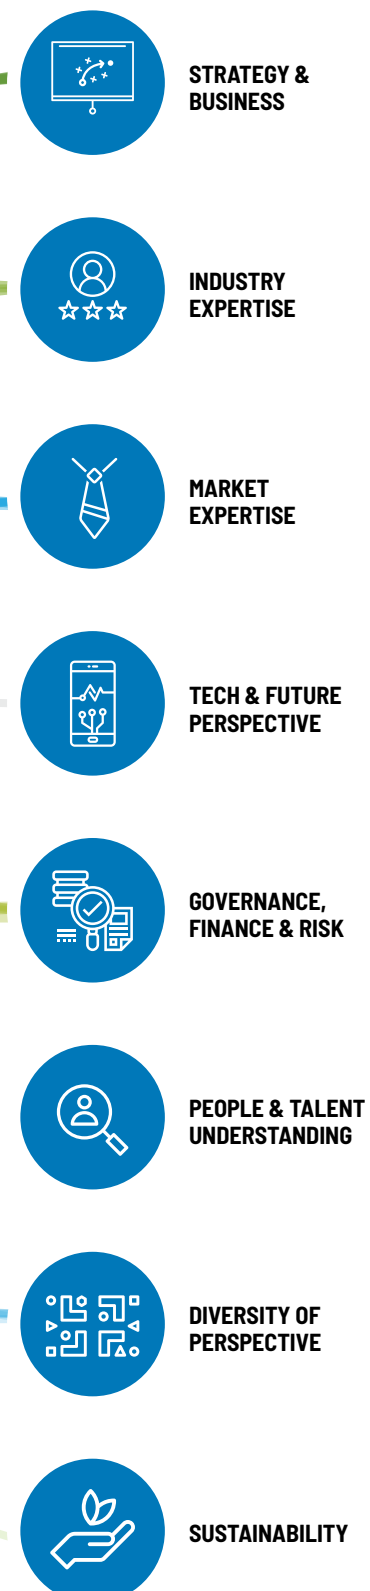 STRATEGY &
BUSINESS
INDUSTRY
EXPERTISE
MARKET
EXPERTISE
TECH & FUTURE
PERSPECTIVE
GOVERNANCE,
FINANCE & RISK
PEOPLE & TALENT
UNDERSTANDING
DIVERSITY OF
PERSPECTIVE
SUSTAINABILITY